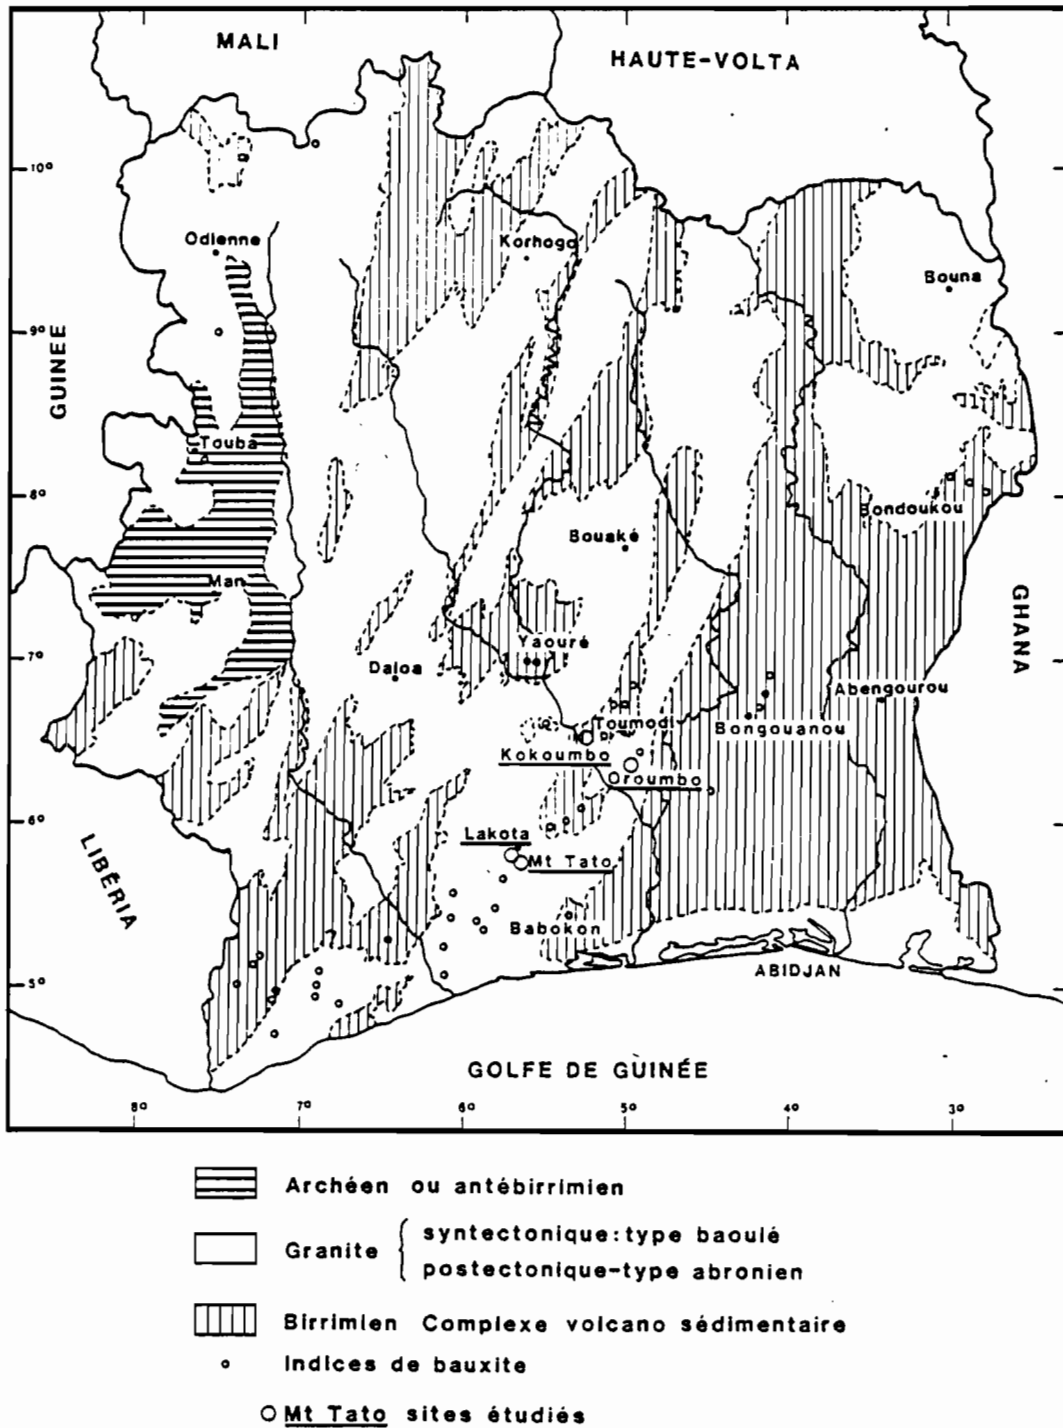 MALI
HAUTE-VOLTA
10°
Odienne
Korhogo
Bouna
9°
GUINEE
Touba
8°
Bondoukou
Bouaké
Man
GHANA
Yaouré
7°
Daloa
Abengourou
Toumodi
Bongouanou
Kokoumbo
Oroumbo
6°
Lakota
Mt Tato
LIBÉRIA
Babokon
ABIDJAN
5°
GOLFE DE GUINÉE
8° 7° 6° 5° 4° 3°
Archéen ou antébirrimien
Granite
syntectonique: type baoulé
postectonique-type abronien
Birrimien Complexe volcano sédimentaire
Indices de bauxite
Mt Tato sites étudiés